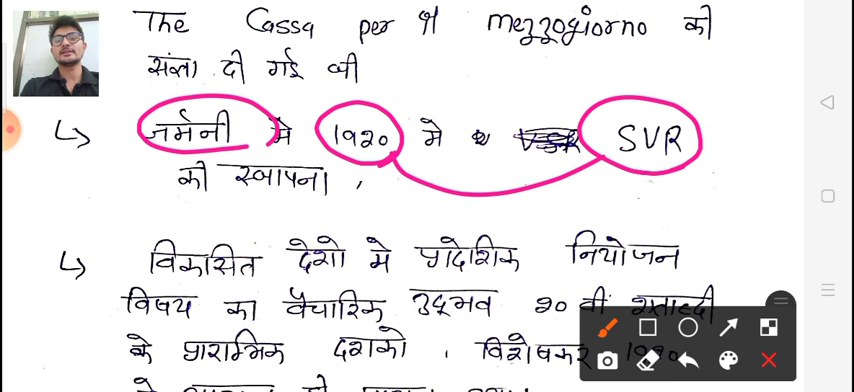 The Cassa per il mezzogiorno को
संज्ञा दी गई थी
↳ जर्मनी मे 1920 मे SVR
की स्थापना ,
↳ विकसित देशो मे प्रादेशिक नियोजन
विषय का वैचारिक उद्भव 20 वीं शताब्दी
के प्रारम्भिक दशको , विशेषकर 1920